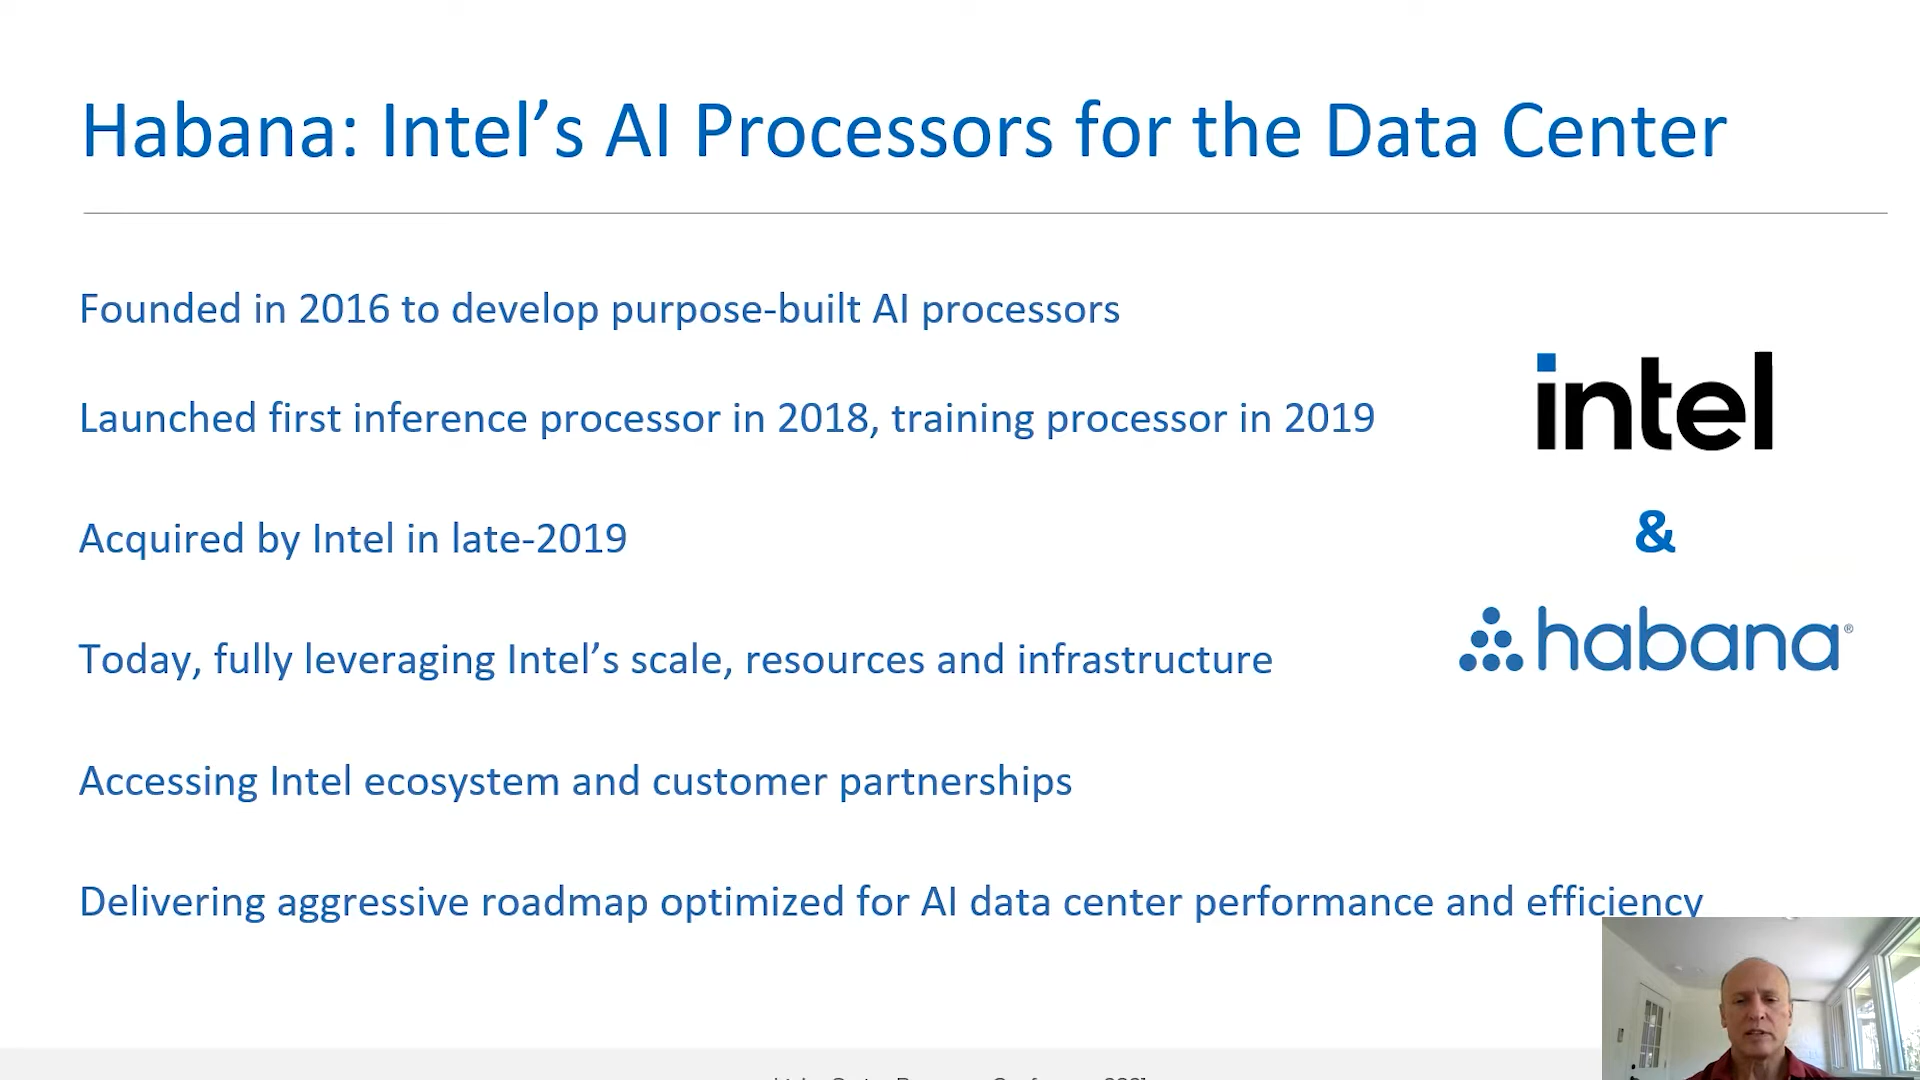 Habana: Intel’s AI Processors for the Data Center
Founded in 2016 to develop purpose-built AI processors
Launched first inference processor in 2018, training processor in 2019
Acquired by Intel in late-2019
Today, fully leveraging Intel’s scale, resources and infrastructure
Accessing Intel ecosystem and customer partnerships
Delivering aggressive roadmap optimized for AI data center performance and efficiency
intel
&
habana®